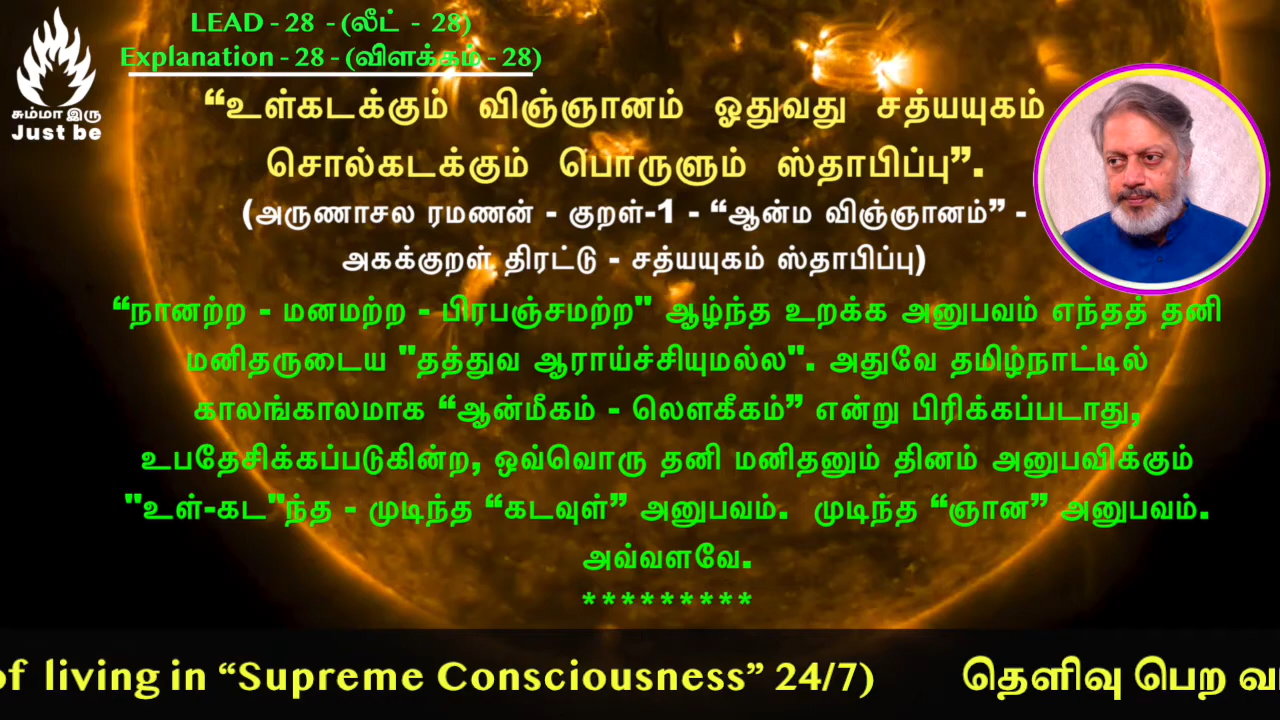 LEAD - 28 - (லீட் - 28)
Explanation - 28 - (விளக்கம் - 28)
சும்மா இரு
Just be
“உள்கடக்கும் விஞ்ஞானம் ஓதுவது சத்யயுகம்
சொல்கடக்கும் பொருளும் ஸ்தாபிப்பு”.
(அருணாசல ரமணன் - குறள்-1 - “ஆன்ம விஞ்ஞானம்” -
அகக்குறள் திரட்டு - சத்யயுகம் ஸ்தாபிப்பு)
“நானற்ற - மனமற்ற - பிரபஞ்சமற்ற" ஆழ்ந்த உறக்க அனுபவம் எந்தத் தனி
மனிதருடைய "தத்துவ ஆராய்ச்சியுமல்ல". அதுவே தமிழ்நாட்டில்
காலங்காலமாக “ஆன்மீகம் - லௌகீகம்” என்று பிரிக்கப்படாது,
உபதேசிக்கப்படுகின்ற, ஒவ்வொரு தனி மனிதனும் தினம் அனுபவிக்கும்
"உள்-கட"ந்த - முடிந்த “கடவுள்” அனுபவம். முடிந்த “ஞான” அனுபவம்.
அவ்வளவே.
*********
of living in “Supreme Consciousness” 24/7) தெளிவு பெற வா